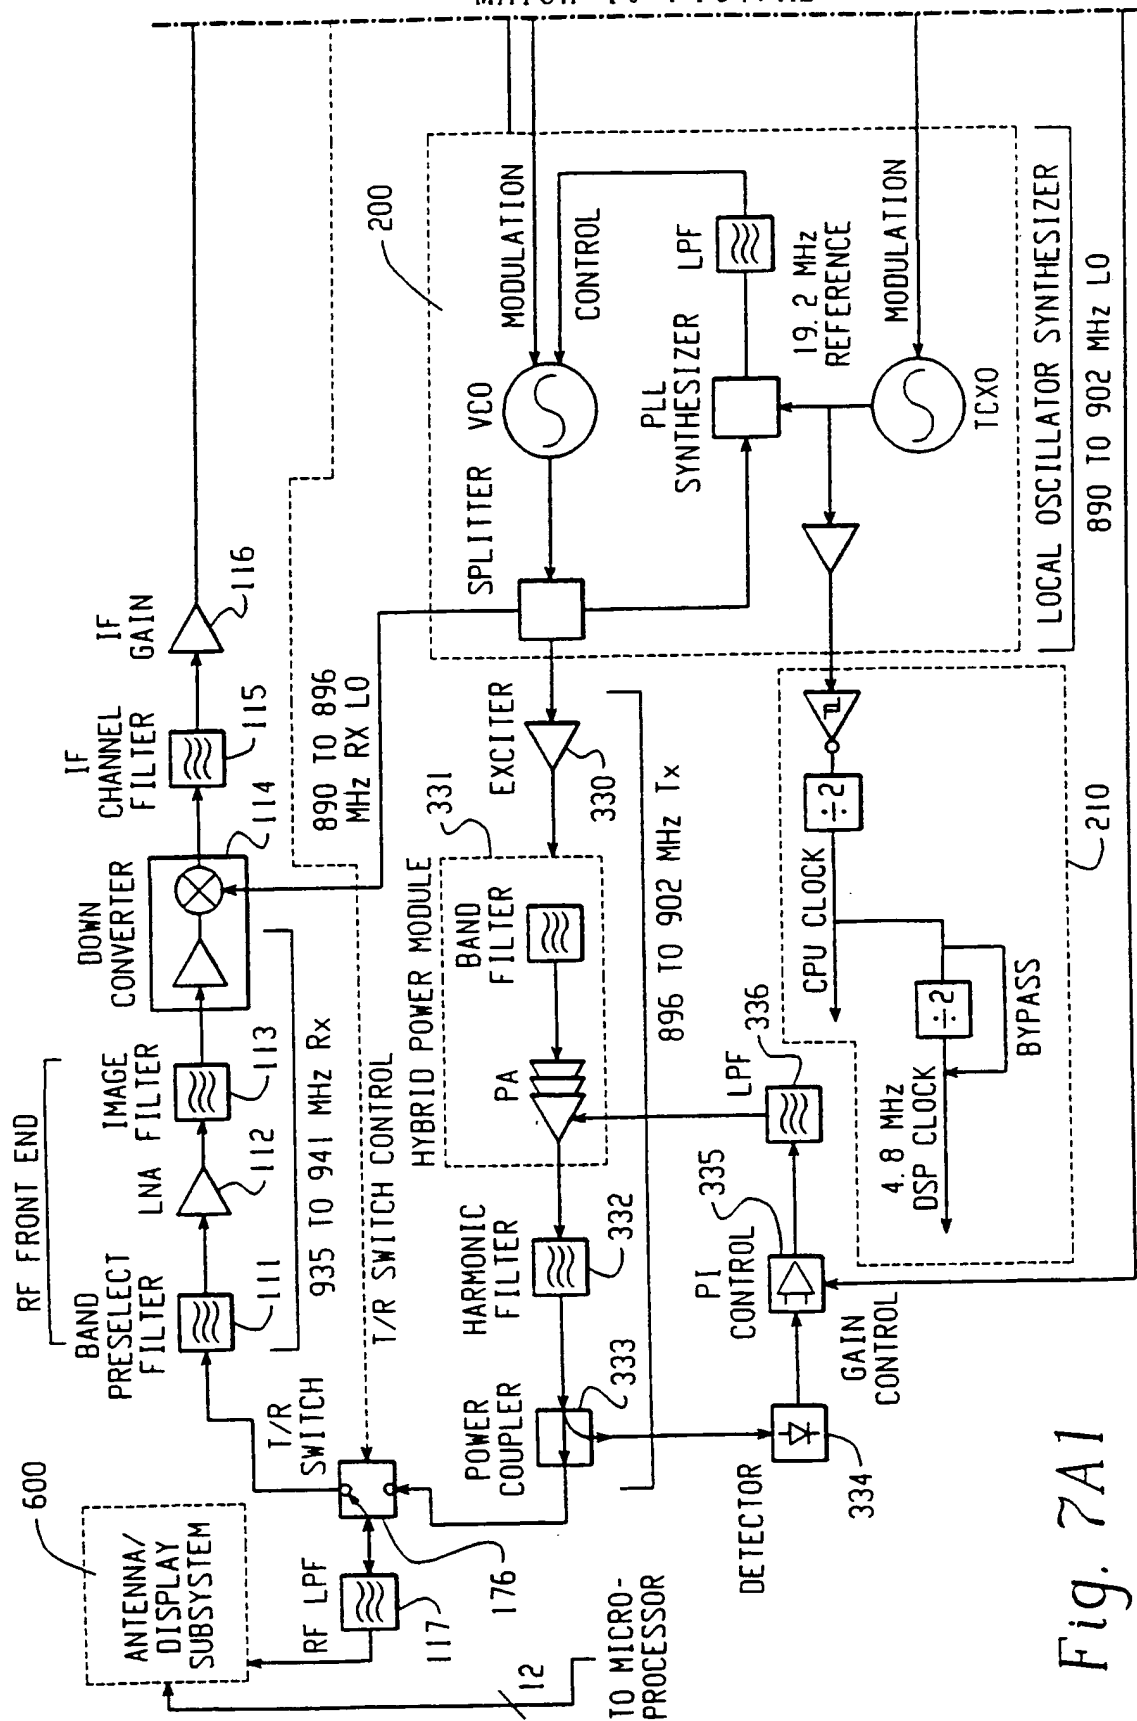 600
ANTENNA/
DISPLAY
SUBSYSTEM
RF LPF
117
176
12
TO MICRO-
PROCESSOR
T/R
SWITCH
T/R SWITCH CONTROL
RF FRONT END
BAND
PRESELECT
FILTER
111
LNA
112
IMAGE
FILTER
113
935 TO 941 MHz Rx
DOWN
CONVERTER
114
IF
CHANNEL
FILTER
115
IF
GAIN
116
890 TO 896
MHz RX LO
200
MODULATION
CONTROL
VCO
SPLITTER
LPF
PLL
SYNTHESIZER
19.2 MHz
REFERENCE
MODULATION
TCXO
LOCAL OSCILLATOR SYNTHESIZER
890 TO 902 MHz LO
EXCITER
330
331
HYBRID POWER MODULE
BAND
FILTER
PA
896 TO 902 MHz Tx
HARMONIC
FILTER
332
POWER
COUPLER
333
DETECTOR
334
PI
CONTROL
335
GAIN
CONTROL
LPF
336
÷2
CPU CLOCK
÷2
BYPASS
4.8 MHz
DSP CLOCK
210
Fig. 7A1